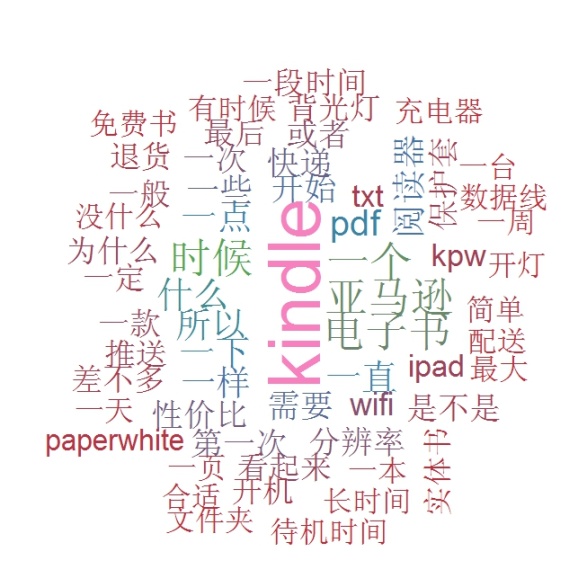 一段时间
有时候 背光灯 充电器
免费书 最后 或者
退货 一次 快递 阅读器 保护套 一台
一般 一些 开始 txt 数据线
没什么 一点 kindle pdf 一周
为什么 时候 一个 kpw 开灯
一定 什么 亚马逊 简单
一款 所以 电子书 配送
推送 一下 ipad 最大
差不多 一样 一直
一天 性价比 需要 wifi 是不是
paperwhite 第一次 分辨率 实体书
一页 看起来 一本
合适 开机 长时间
文件夹 待机时间